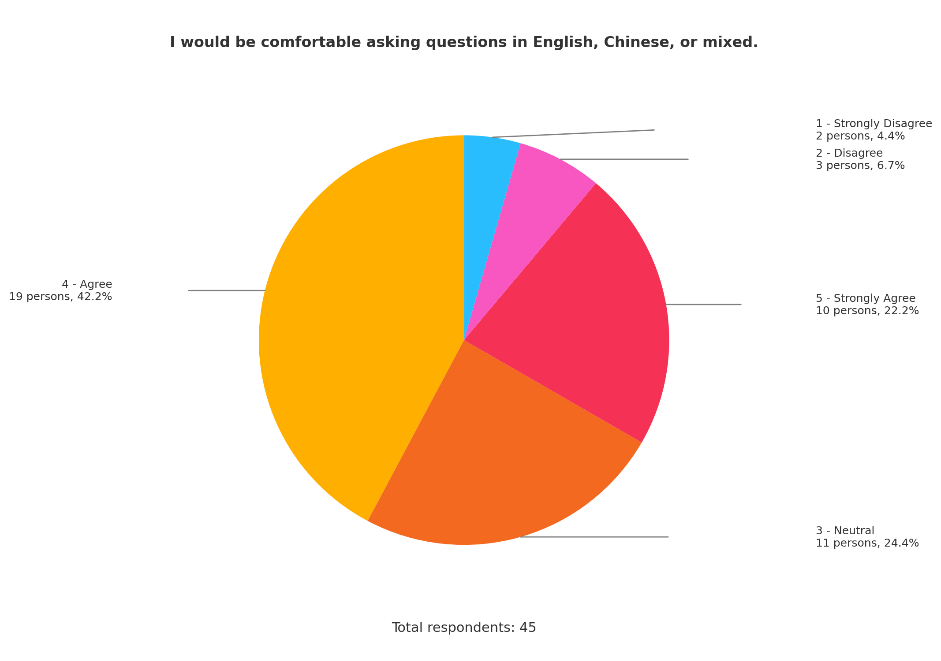 I would be comfortable asking questions in English, Chinese, or mixed.
1 - Strongly Disagree
2 persons, 4.4%
2 - Disagree
3 persons, 6.7%
4 - Agree
19 persons, 42.2%
5 - Strongly Agree
10 persons, 22.2%
3 - Neutral
11 persons, 24.4%
Total respondents: 45